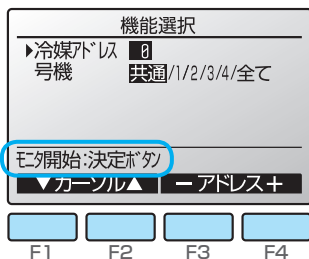 機能選択
▶冷媒ｱﾄﾞﾚｽ 0
号機 共通/1/2/3/4/全て
ﾓﾆﾀ開始:決定ﾎﾞﾀﾝ
▼カーソル▲ －アドレス＋
F1 F2 F3 F4